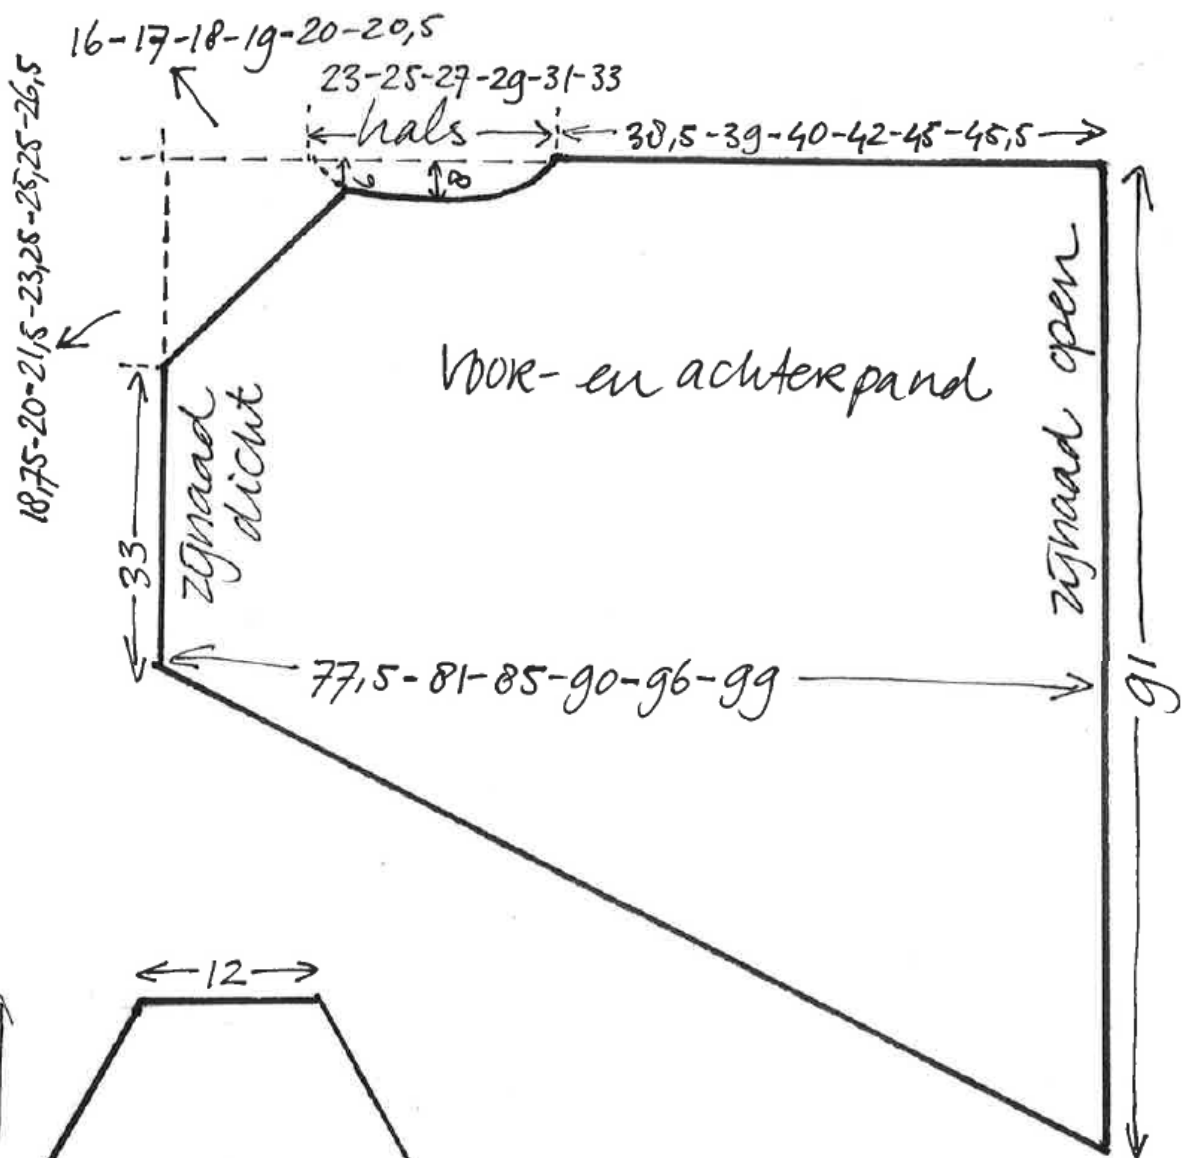 16-17-18-19-20-20,5
23-25-27-29-31-33
hals
38,5-39-40-42-45-45,5
6
8
18,75-20-21,5-23,25-25,25-26,5
Voor- en achterpand
zijnaad open
zijnaad
dicht
33
77,5-81-85-90-96-99
91
12